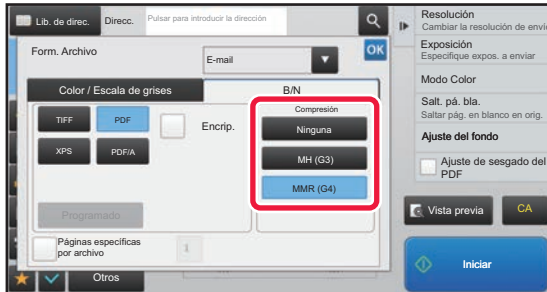 Lib. de direc.
Direcc.
Pulsar para introducir la dirección
Form. Archivo
E-mail
OK
Color / Escala de grises
B/N
TIFF
PDF
Encrip.
XPS
PDF/A
Programado
Compresión
Ninguna
MH (G3)
MMR (G4)
Páginas específicas
por archivo
1
Otros
Resolución
Cambiar la resolución de enví
Exposición
Especifique expos. a enviar
Modo Color
Salt. pá. bla.
Saltar pág. en blanco en orig.
Ajuste del fondo
Ajuste de sesgado del
PDF
Vista previa
CA
Iniciar